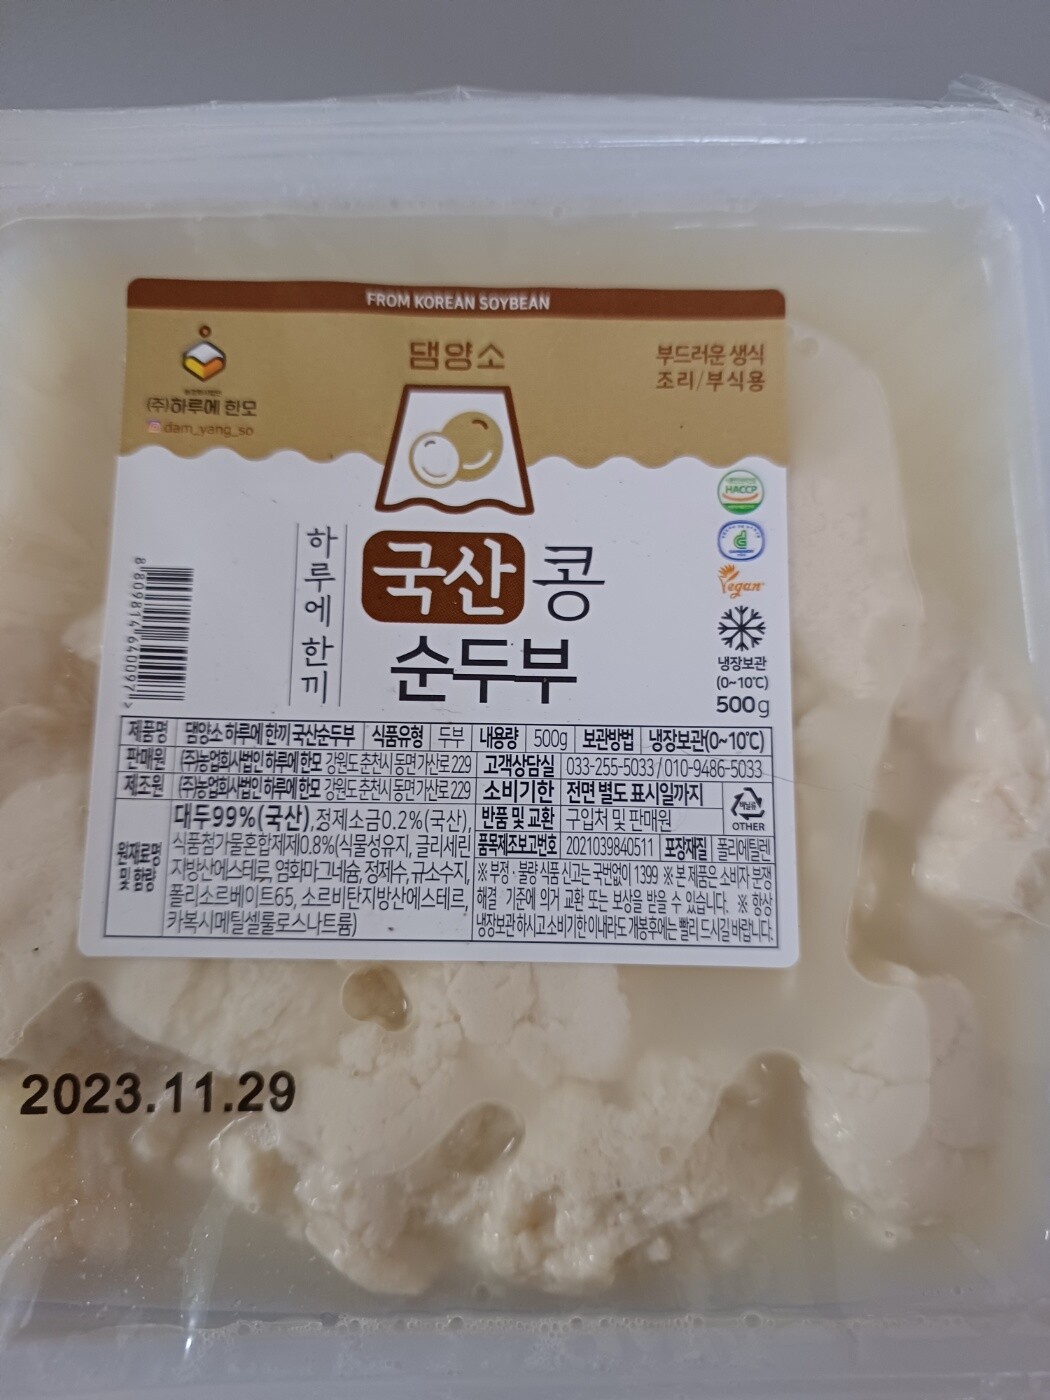 FROM KOREAN SOYBEAN
댐양소
부드러운 생식
조리/부식용
(주)하루에 한모
dam_yang_so
HACCP
Vegan
하루에한끼
국산 콩
순두부
냉장보관
(0~10℃)
500g
8 809814 640097 >
제품명 댐양소 하루에 한끼 국산순두부 식품유형 두부 내용량 500g 보관방법 냉장보관(0~10℃)
판매원 (주)농업회사법인 하루에한모 강원도 춘천시 동면 가산로 229 고객상담실 033-255-5033/010-9486-5033
제조원 (주)농업회사법인 하루에한모 강원도 춘천시 동면 가산로 229 소비기한 전면 별도 표시일까지
원재료명 및 함량
대두99%(국산),정제소금0.2%(국산),
식품첨가물혼합제제0.8%(식물성유지, 글리세린
지방산에스테르, 염화마그네슘, 정제수, 규소수지,
폴리소르베이트65, 소르비탄지방산에스테르,
카복시메틸셀룰로스나트륨)
반품 및 교환 구입처 및 판매원
비닐류
OTHER
품목제조보고번호 2021039840511 포장재질 폴리에틸렌
※ 부정·불량 식품 신고는 국번없이 1399 ※ 본 제품은 소비자 분쟁
해결 기준에 의거 교환 또는 보상을 받을 수 있습니다. ※ 항상
냉장보관하시고 소비기한 이내라도 개봉후에는 빨리 드시길 바랍니다.
2023.11.29